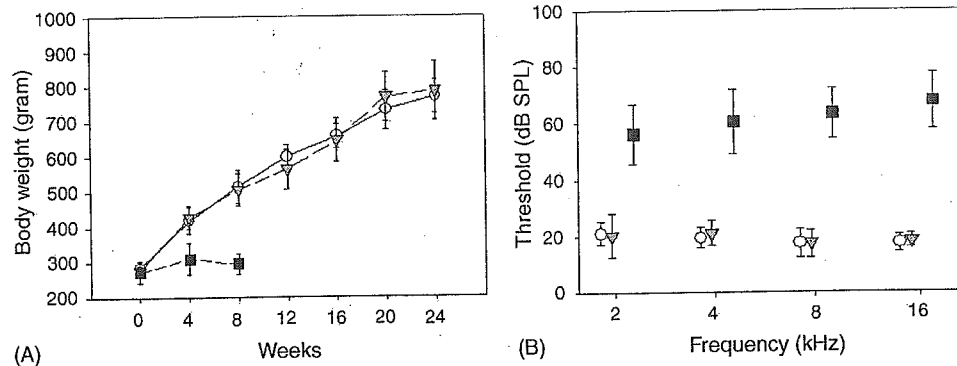 1000
900
800
700
600
500
400
300
200
Body weight (gram)
0 4 8 12 16 20 24
Weeks
(A)
100
80
60
40
20
0
Threshold (dB SPL)
2 4 8 16
Frequency (kHz)
(B)